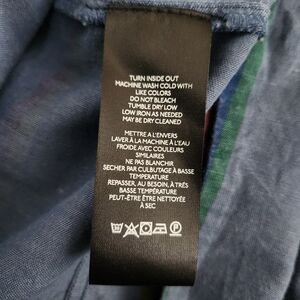 TURN INSIDE OUT
MACHINE WASH COLD WITH
LIKE COLORS
DO NOT BLEACH
TUMBLE DRY LOW
LOW IRON AS NEEDED
MAY BE DRY CLEANED
METTRE A L'ENVERS
LAVER À LA MACHINE À L'EAU
FROIDE AVEC COULEURS
SIMILAIRES
NE PAS BLANCHIR
SECHER PAR CULBUTAGE À BASSE
TEMPERATURE
REPASSER, AU BESOIN, À TRÈS
BASSE TEMPÉRATURE
PEUT-ÊTRE ÊTRE NETTOYÉE
À SEC